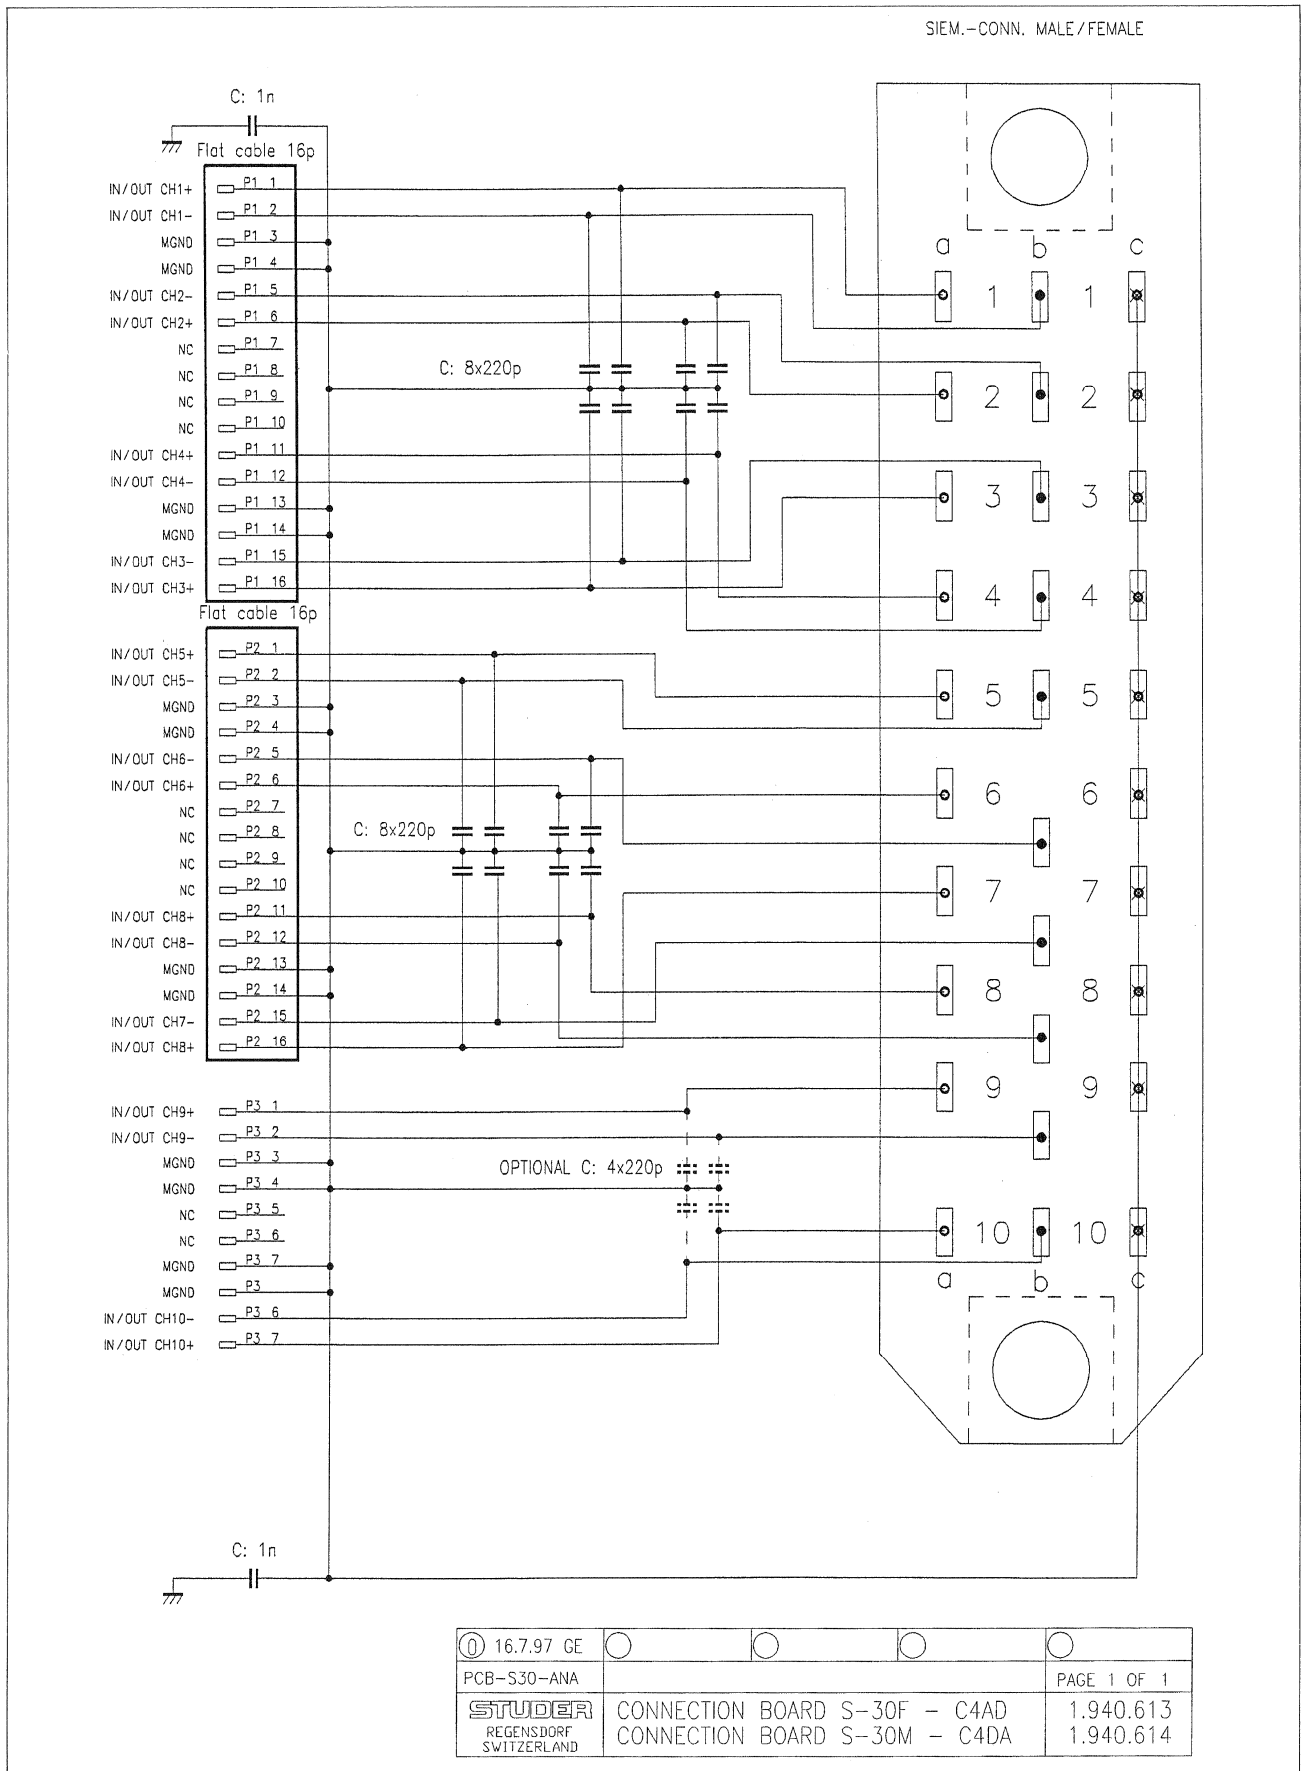 SIEM.-CONN. MALE/FEMALE
C: 1n
Flat cable 16p
IN/OUT CH1+ P1 1
IN/OUT CH1- P1 2
MGND P1 3
MGND P1 4
IN/OUT CH2- P1 5
IN/OUT CH2+ P1 6
NC P1 7
NC P1 8
NC P1 9
NC P1 10
IN/OUT CH4+ P1 11
IN/OUT CH4- P1 12
MGND P1 13
MGND P1 14
IN/OUT CH3- P1 15
IN/OUT CH3+ P1 16
C: 8x220p
Flat cable 16p
IN/OUT CH5+ P2 1
IN/OUT CH5- P2 2
MGND P2 3
MGND P2 4
IN/OUT CH6- P2 5
IN/OUT CH6+ P2 6
NC P2 7
NC P2 8
NC P2 9
NC P2 10
IN/OUT CH8+ P2 11
IN/OUT CH8- P2 12
MGND P2 13
MGND P2 14
IN/OUT CH7- P2 15
IN/OUT CH8+ P2 16
C: 8x220p
IN/OUT CH9+ P3 1
IN/OUT CH9- P3 2
MGND P3 3
MGND P3 4
NC P3 5
NC P3 6
MGND P3 7
MGND P3
IN/OUT CH10- P3 6
IN/OUT CH10+ P3 7
OPTIONAL C: 4x220p
a b c
1 1
2 2
3 3
4 4
5 5
6 6
7 7
8 8
9 9
10 10
a b c
C: 1n
0 16.7.97 GE
PCB-S30-ANA
PAGE 1 OF 1
STUDER
REGENSDORF
SWITZERLAND
CONNECTION BOARD S-30F - C4AD
CONNECTION BOARD S-30M - C4DA
1.940.613
1.940.614